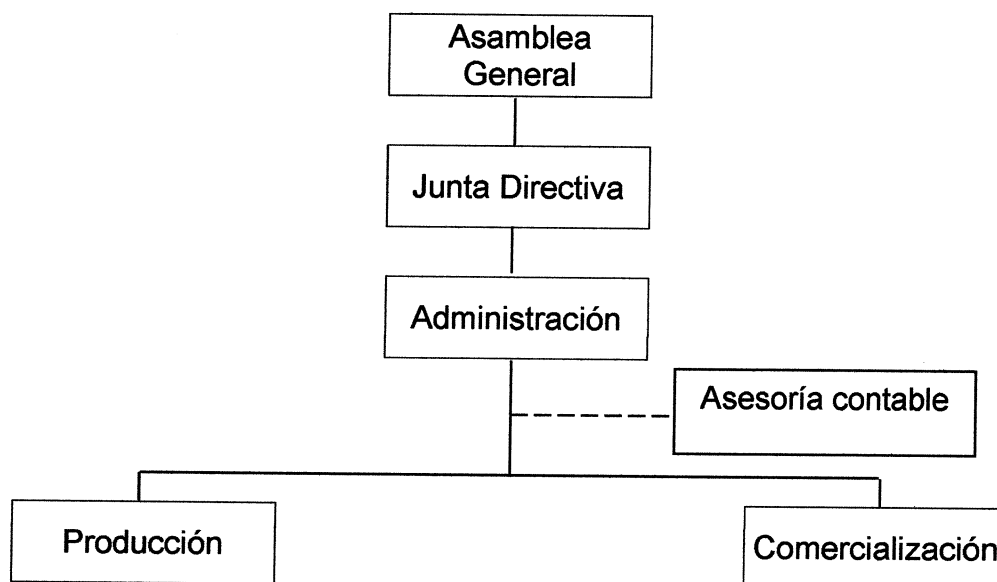 Asamblea
General
Junta Directiva
Administración
Asesoría contable
Producción
Comercialización